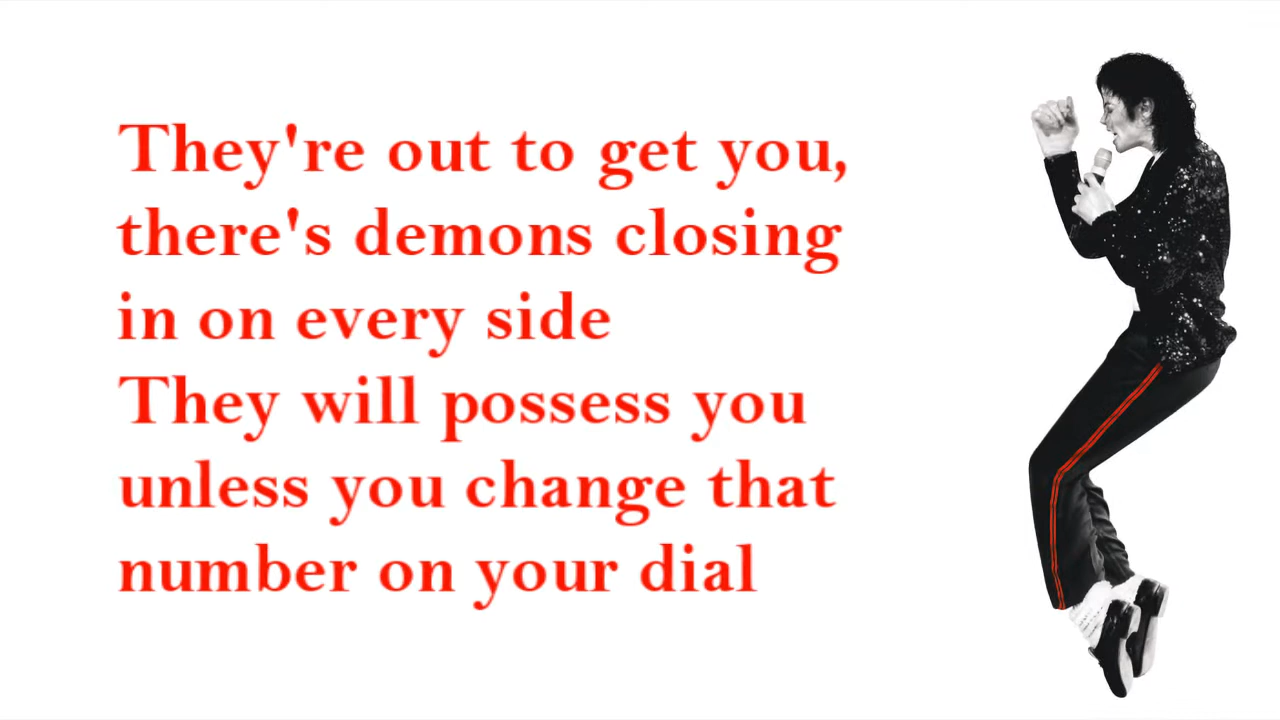 They're out to get you,
there's demons closing
in on every side
They will possess you
unless you change that
number on your dial